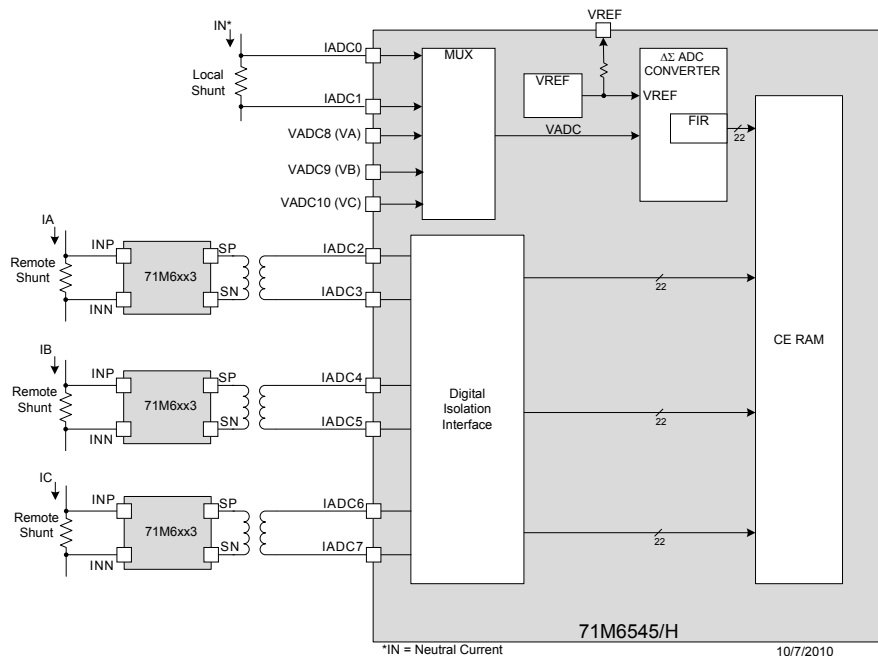 VREF
IN*
IADC0
MUX
ΔΣ ADC
CONVERTER
Local
Shunt
VREF
VREF
IADC1
FIR
VADC8 (VA)
VADC
22
VADC9 (VB)
VADC10 (VC)
IA
INP
SP
IADC2
Remote
Shunt
71M6xx3
22
SN
IADC3
INN
CE RAM
IB
INP
SP
IADC4
Remote
Shunt
71M6xx3
Digital
Isolation
Interface
22
SN
IADC5
INN
IC
INP
SP
IADC6
Remote
Shunt
71M6xx3
22
SN
IADC7
INN
71M6545/H
*IN = Neutral Current
10/7/2010